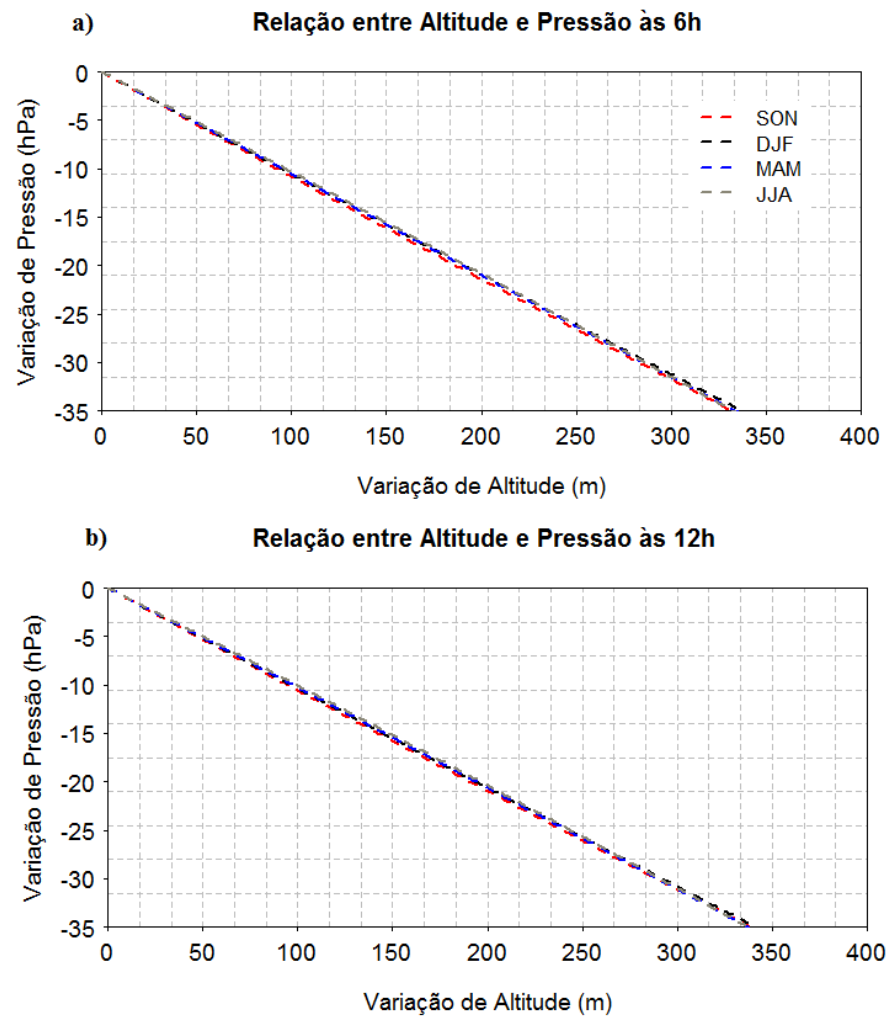 a) Relação entre Altitude e Pressão às 6h
Variação de Pressão (hPa)
0
-5
-10
-15
-20
-25
-30
-35
SON
DJF
MAM
JJA
0 50 100 150 200 250 300 350 400
Variação de Altitude (m)
b) Relação entre Altitude e Pressão às 12h
Variação de Pressão (hPa)
0
-5
-10
-15
-20
-25
-30
-35
0 50 100 150 200 250 300 350 400
Variação de Altitude (m)